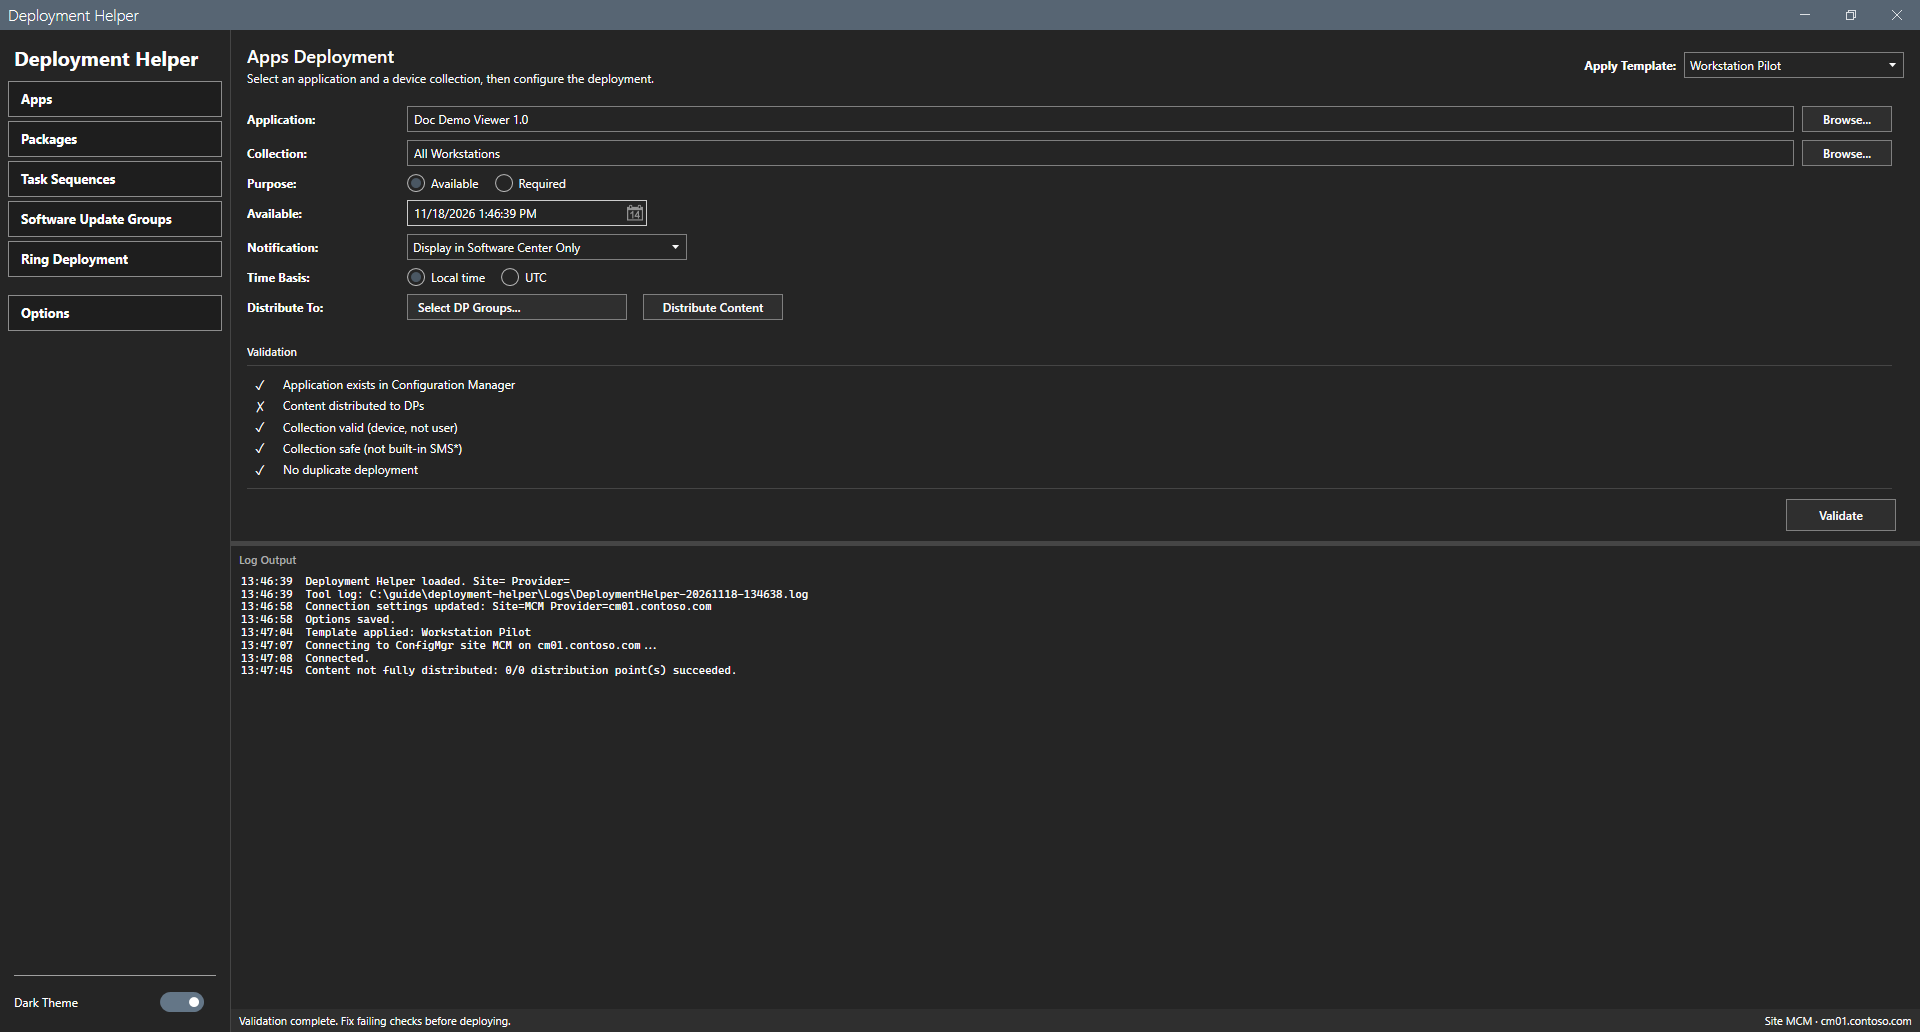 Deployment Helper
Deployment Helper
Apps
Packages
Task Sequences
Software Update Groups
Ring Deployment
Options
Dark Theme
Apps Deployment
Select an application and a device collection, then configure the deployment.
Apply Template: Workstation Pilot
Application: Doc Demo Viewer 1.0 Browse...
Collection: All Workstations Browse...
Purpose: Available Required
Available: 11/18/2026 1:46:39 PM 14
Notification: Display in Software Center Only
Time Basis: Local time UTC
Distribute To: Select DP Groups... Distribute Content
Validation
✓ Application exists in Configuration Manager
✗ Content distributed to DPs
✓ Collection valid (device, not user)
✓ Collection safe (not built-in SMS*)
✓ No duplicate deployment
Validate
Log Output
13:46:39 Deployment Helper loaded. Site= Provider=
13:46:39 Tool log: C:\guide\deployment-helper\Logs\DeploymentHelper-20261118-134638.log
13:46:58 Connection settings updated: Site=MCM Provider=cm01.contoso.com
13:46:58 Options saved.
13:47:04 Template applied: Workstation Pilot
13:47:07 Connecting to ConfigMgr site MCM on cm01.contoso.com...
13:47:08 Connected.
13:47:45 Content not fully distributed: 0/0 distribution point(s) succeeded.
Validation complete. Fix failing checks before deploying.
Site MCM · cm01.contoso.com